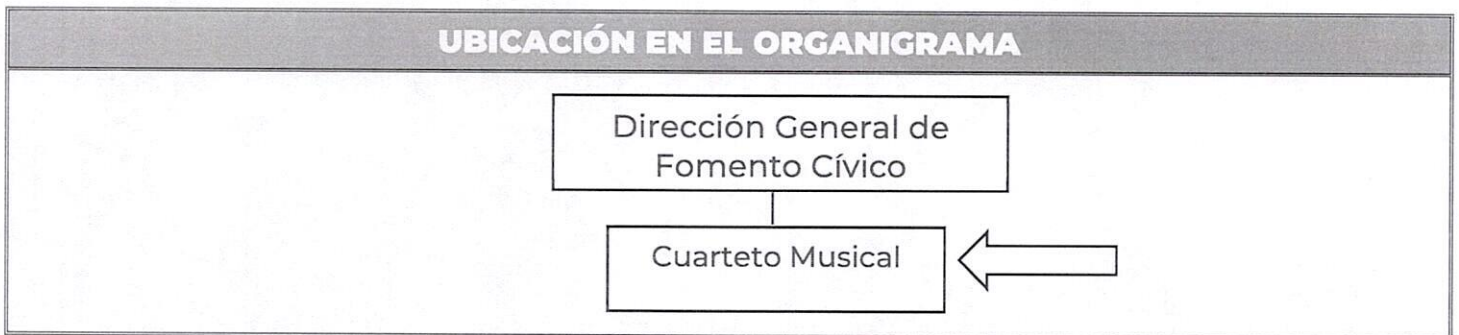 UBICACIÓN EN EL ORGANIGRAMA
Dirección General de
Fomento Cívico
Cuarteto Musical